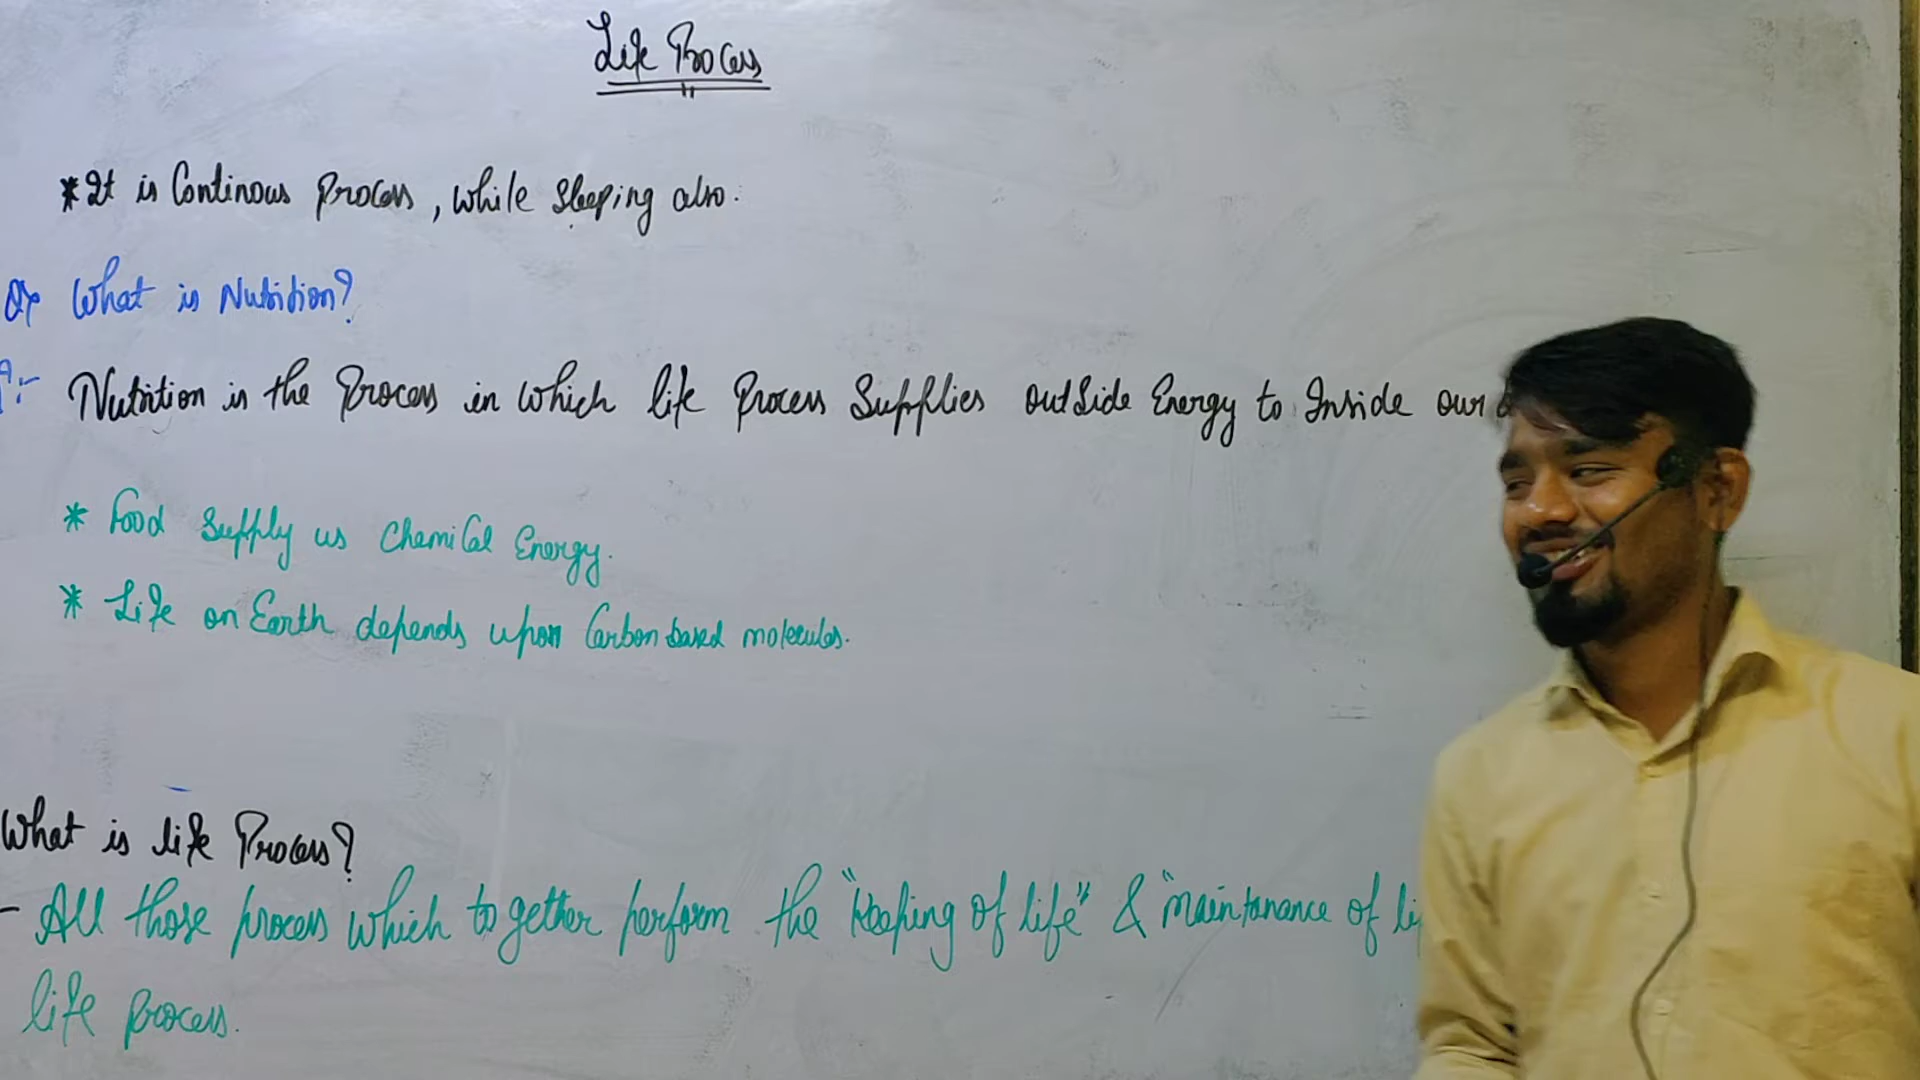 Life Process
* It is Continous Process, while sleeping also.
Q what is Nutrition?
Nutrition is the Process in which life Process Supplies outside Energy to Inside our
* Food supply us Chemical Energy.
* Life on Earth depends upon Carbon based molecules.
What is life Process?
- All those process which together perform the "Keeping of life" & "maintanance of
life process.